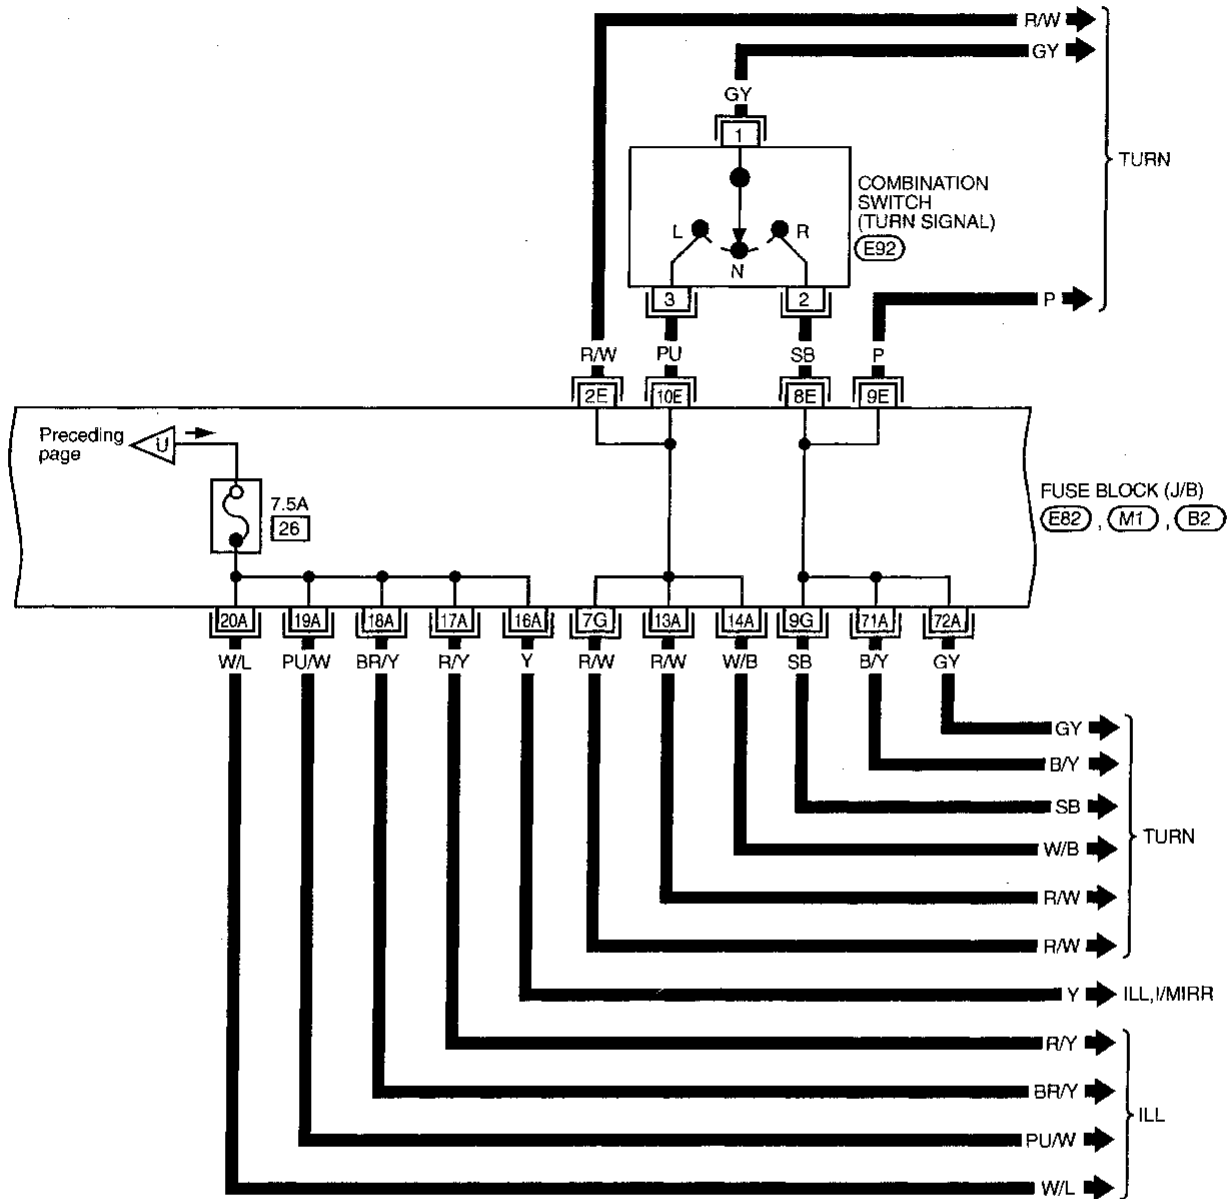 R/W
GY
GY
1
TURN
COMBINATION
SWITCH
(TURN SIGNAL)
E92
L
R
N
3
2
P
R/W
PU
SB
P
2E
10E
8E
9E
Preceding
page
U
7.5A
26
FUSE BLOCK (J/B)
E82 , M1 , B2
20A
19A
18A
17A
16A
7G
13A
14A
9G
71A
72A
W/L
PU/W
BR/Y
R/Y
Y
R/W
R/W
W/B
SB
B/Y
GY
GY
B/Y
SB
TURN
W/B
R/W
R/W
Y
ILL,I/MIRR
R/Y
BR/Y
ILL
PU/W
W/L